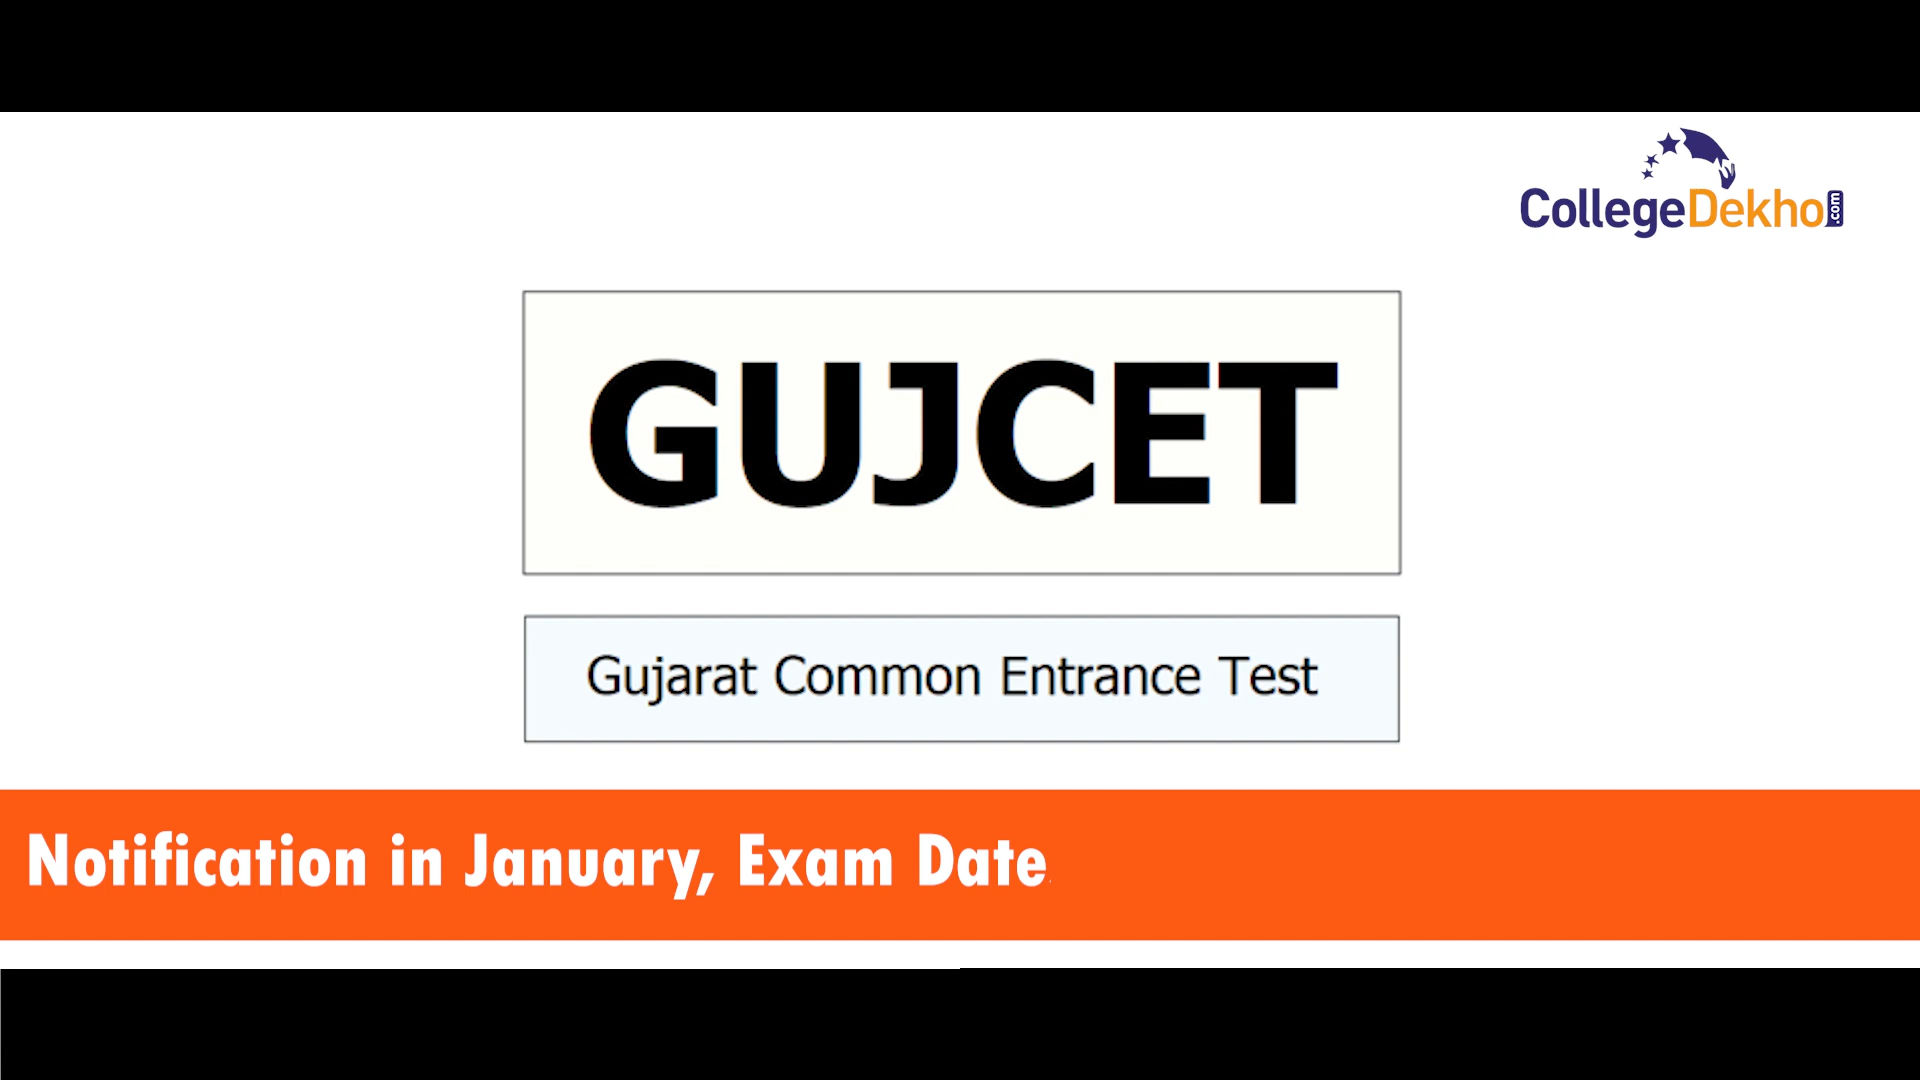 CollegeDekho.com
GUJCET
Gujarat Common Entrance Test
Notification in January, Exam Date